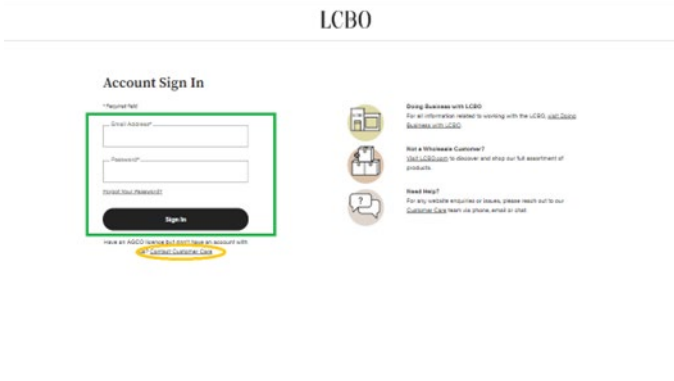 LCBO
Account Sign In
*Required field
Email Address*
Password*
Forgot Your Password?
Sign In
Have an AGCO licence but don't have an account with
us? Contact Customer Care
Doing Business with LCBO
For all information related to working with the LCBO, visit Doing
Business with LCBO
Not a Wholesale Customer?
Visit LCBO.com to discover and shop our full assortment of
products.
Need Help?
For any website enquiries or issues, please reach out to our
Customer Care team via phone, email or chat